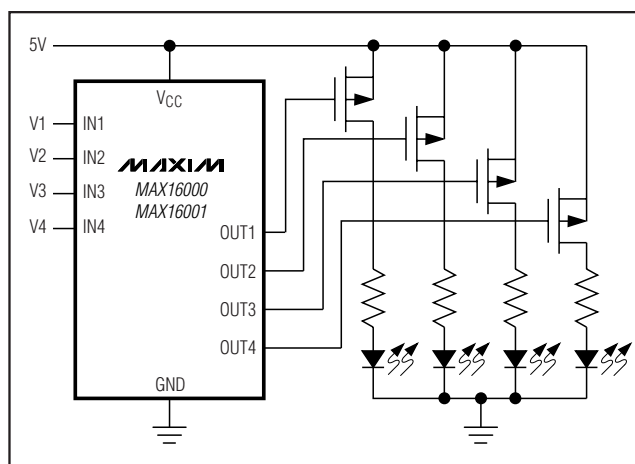 5V
VCC
V1 IN1
V2 IN2
V3 IN3
V4 IN4
MAXIM
MAX16000
MAX16001
OUT1
OUT2
OUT3
OUT4
GND